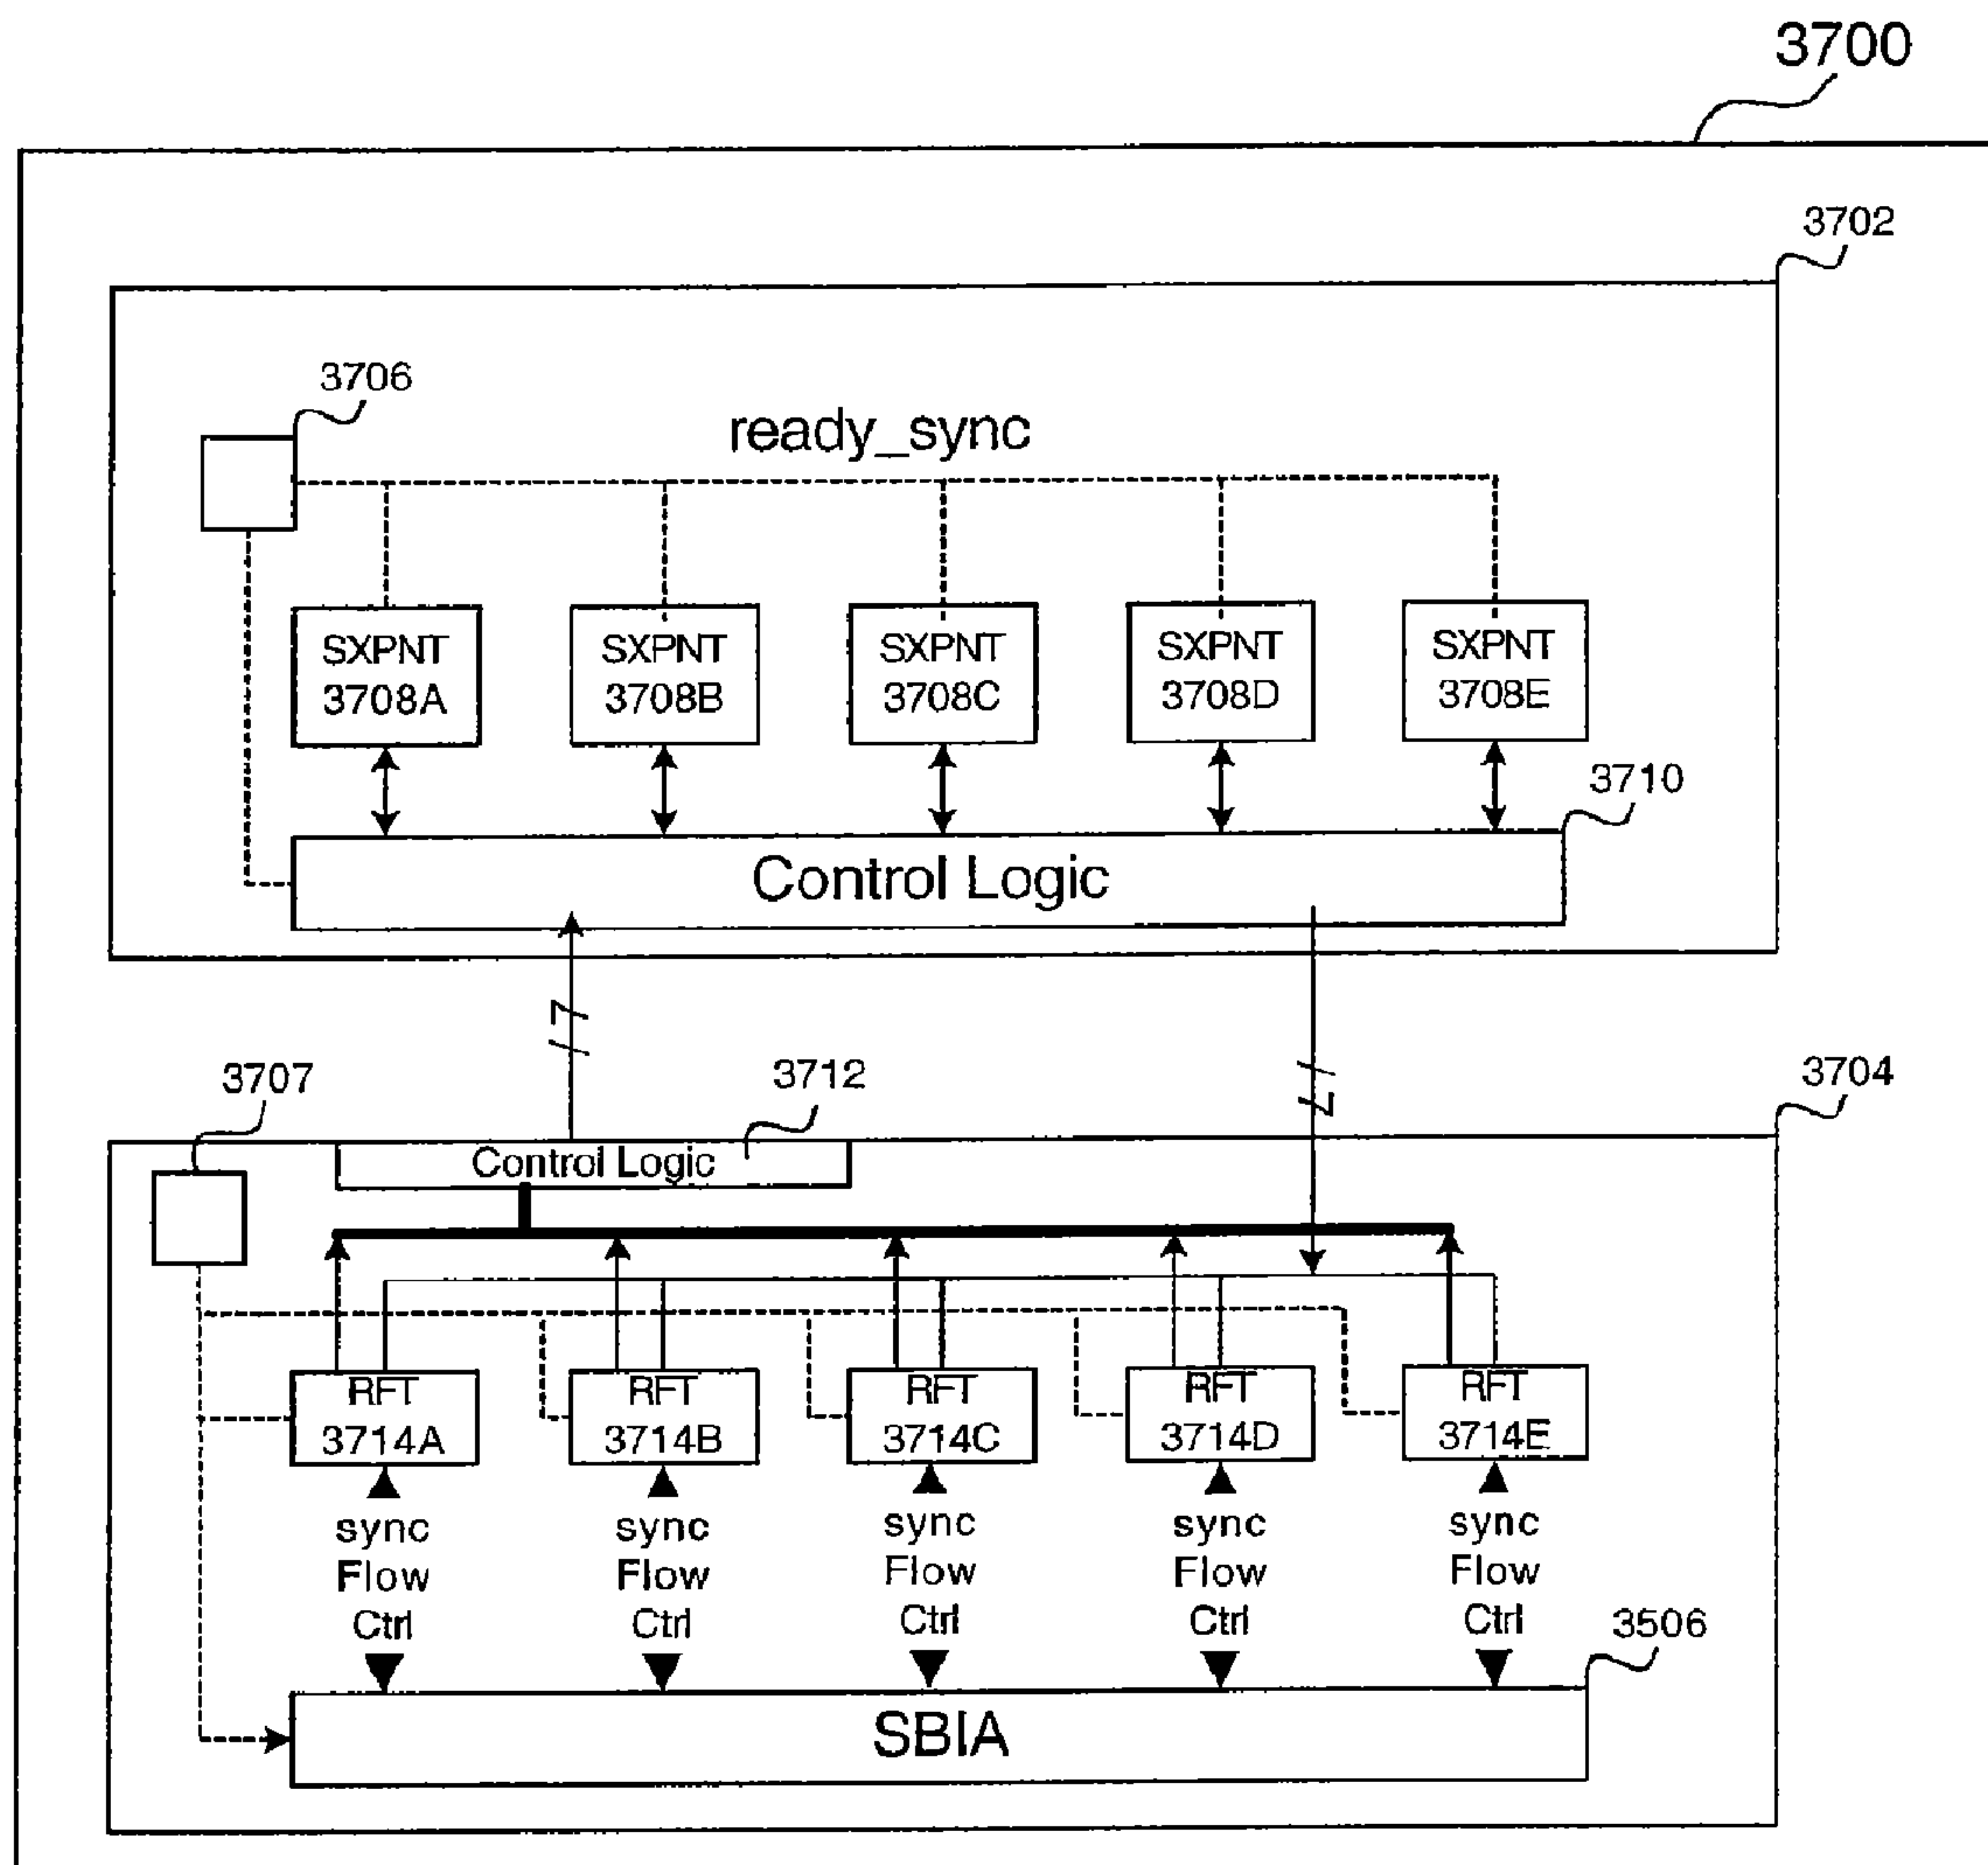 3700
3702
3706
ready_sync
SXPNT
3708A
SXPNT
3708B
SXPNT
3708C
SXPNT
3708D
SXPNT
3708E
3710
Control Logic
7
7
3707
3712
3704
Control Logic
RFT
3714A
RFT
3714B
RFT
3714C
RFT
3714D
RFT
3714E
sync
Flow
Ctrl
sync
Flow
Ctrl
sync
Flow
Ctrl
sync
Flow
Ctrl
sync
Flow
Ctrl
3506
SBIA